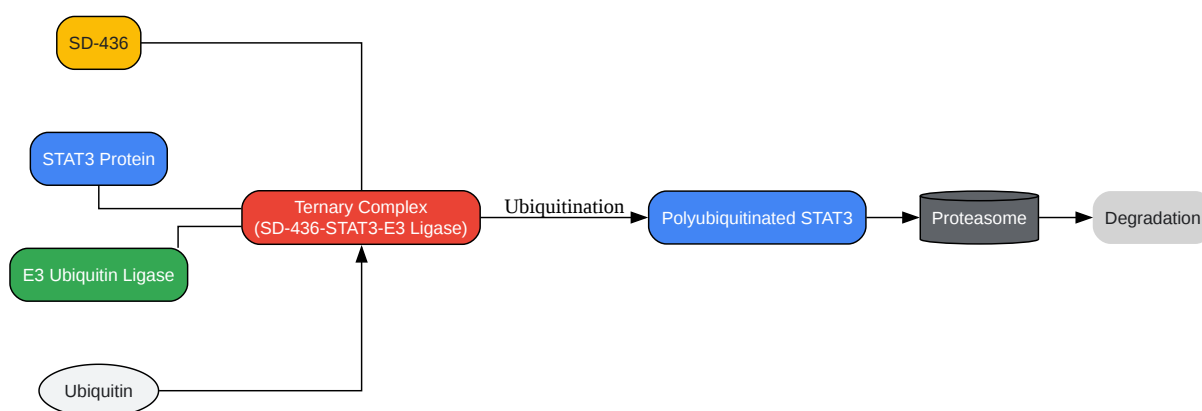 SD-436
STAT3 Protein
E3 Ubiquitin Ligase
Ubiquitin
Ternary Complex
(SD-436-STAT3-E3 Ligase)
Ubiquitination
Polyubiquitinated STAT3
Proteasome
Degradation